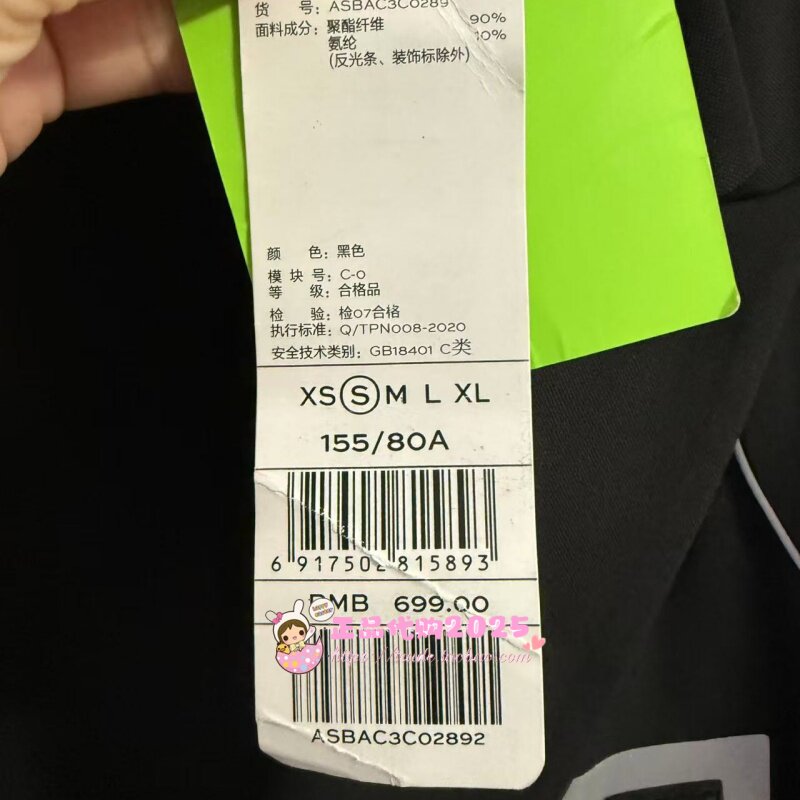 货 号: ASBAC3C0289
面料成分: 聚酯纤维 90%
氨纶 10%
(反光条、装饰标除外)
颜 色: 黑色
模 块 号: C-0
等 级: 合格品
检 验: 检07合格
执行标准: Q/TPN008-2020
安全技术类别: GB18401 C类
XS S M L XL
155/80A
6 917502 815893
RMB 699.00
HAPPY
正品代购2025
ASBAC3C02892